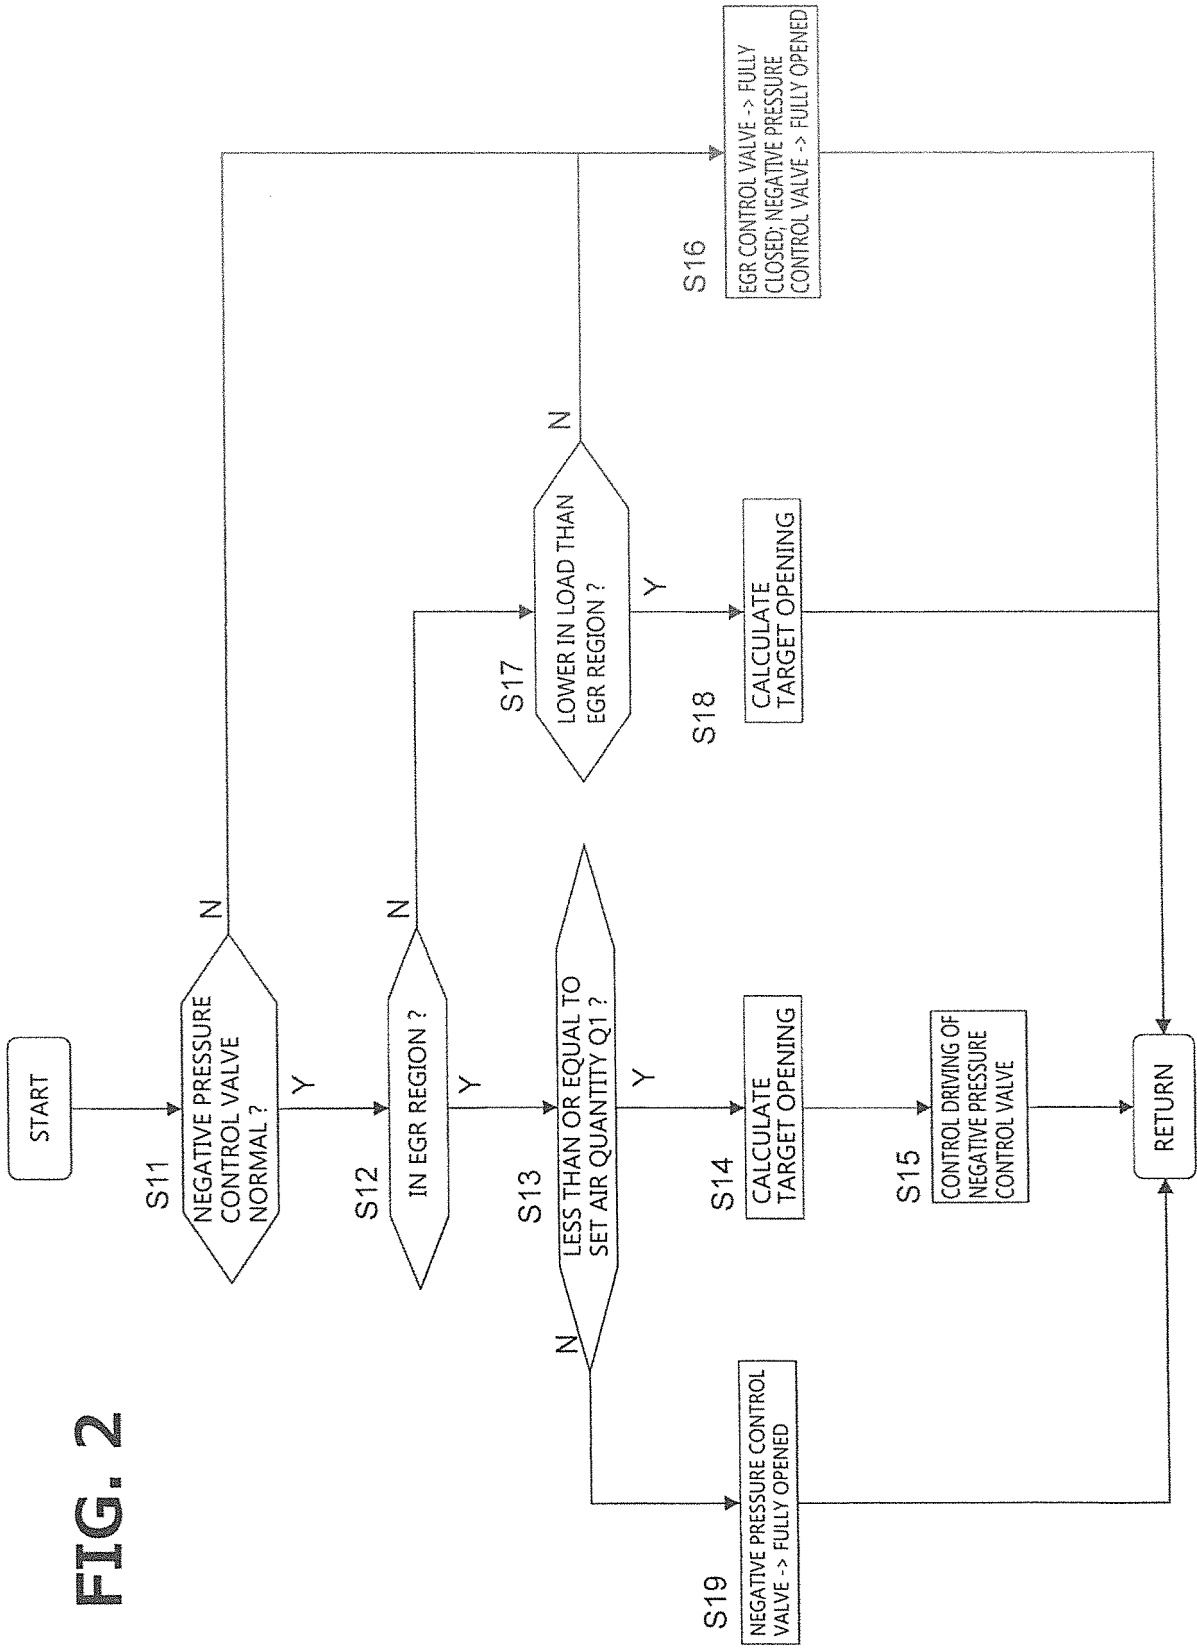 FIG. 2
START
S11
NEGATIVE PRESSURE
CONTROL VALVE
NORMAL ?
N
Y
S12
IN EGR REGION ?
N
Y
S13
LESS THAN OR EQUAL TO
SET AIR QUANTITY Q1 ?
N
Y
S17
LOWER IN LOAD THAN
EGR REGION ?
N
Y
S19
NEGATIVE PRESSURE CONTROL
VALVE -> FULLY OPENED
S14
CALCULATE
TARGET OPENING
S18
CALCULATE
TARGET OPENING
S16
EGR CONTROL VALVE -> FULLY
CLOSED; NEGATIVE PRESSURE
CONTROL VALVE -> FULLY OPENED
S15
CONTROL DRIVING OF
NEGATIVE PRESSURE
CONTROL VALVE
RETURN